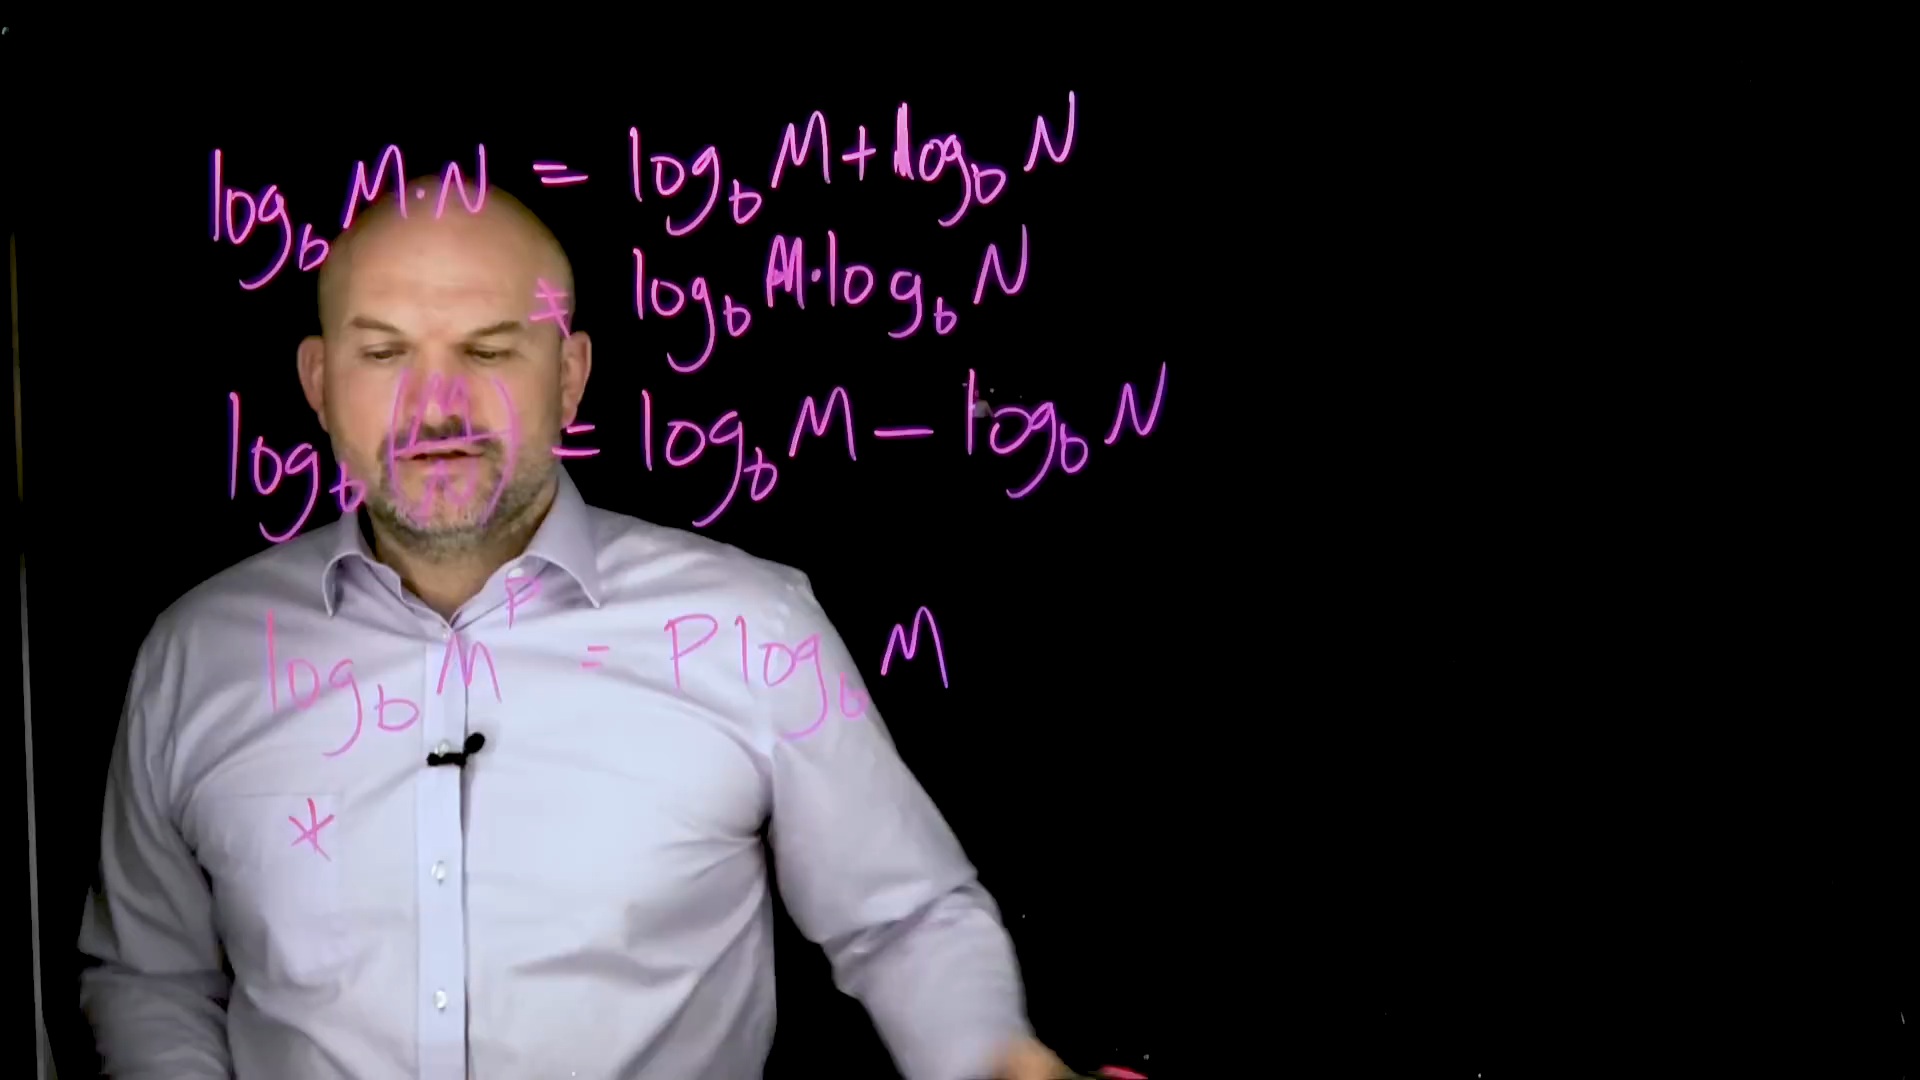 log_b M·N = log_b M + log_b N
≠ log_b M·log_b N
log_b (M/N) = log_b M − log_b N
log_b M^P = P log_b M
*